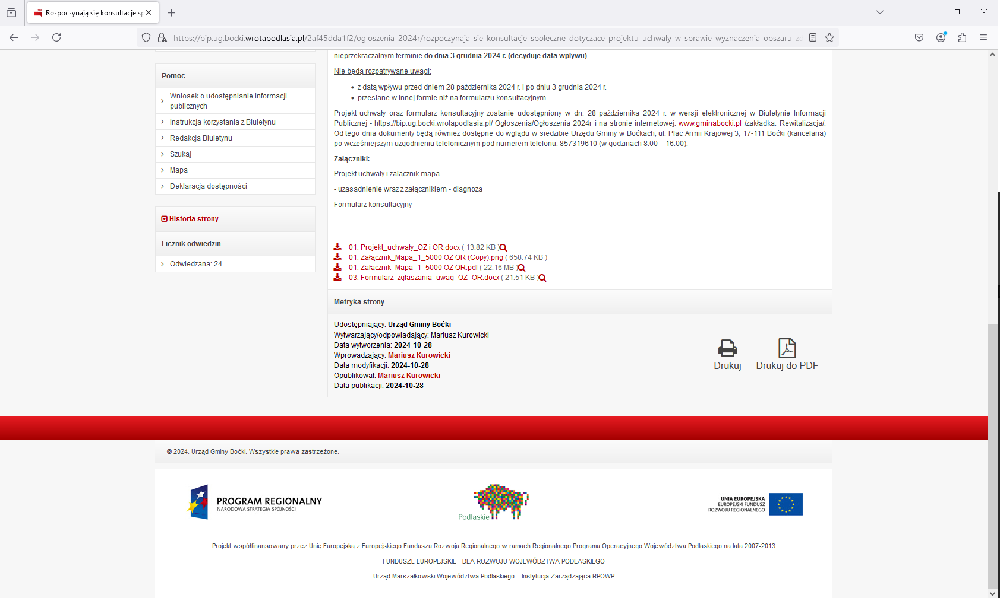 Rozpoczynają się konsultacje sp
https://bip.ug.bocki.wrotapodlasia.pl/2af45dda1f2/ogloszenia-2024r/rozpoczynaja-sie-konsultacje-spoleczne-dotyczace-projektu-uchwaly-w-sprawie-wyznaczenia-obszaru-zd
Pomoc
Wniosek o udostępnianie informacji
publicznych
Instrukcja korzystania z Biuletynu
Redakcja Biuletynu
Szukaj
Mapa
Deklaracja dostępności
Historia strony
Licznik odwiedzin
Odwiedzana: 24
nieprzekraczalnym terminie do dnia 3 grudnia 2024 r. (decyduje data wpływu).
Nie będą rozpatrywane uwagi:
• z datą wpływu przed dniem 28 października 2024 r. i po dniu 3 grudnia 2024 r.
• przesłane w innej formie niż na formularzu konsultacyjnym.
Projekt uchwały oraz formularz konsultacyjny zostanie udostępniony w dn. 28 października 2024 r. w wersji elektronicznej w Biuletynie Informacji
Publicznej - https://bip.ug.bocki.wrotapodlasia.pl/ Ogłoszenia/Ogłoszenia 2024r i na stronie internetowej: www.gminabocki.pl /zakładka: Rewitalizacja/.
Od tego dnia dokumenty będą również dostępne do wglądu w siedzibie Urzędu Gminy w Boćkach, ul. Plac Armii Krajowej 3, 17-111 Boćki (kancelaria)
po wcześniejszym uzgodnieniu telefonicznym pod numerem telefonu: 857319610 (w godzinach 8.00 – 16.00).
Załączniki:
Projekt uchwały i załącznik mapa
- uzasadnienie wraz z załącznikiem - diagnoza
Formularz konsultacyjny
01. Projekt_uchwały_OZ i OR.docx ( 13.82 KB )
01. Załącznik_Mapa_1_5000 OZ OR (Copy).png ( 658.74 KB )
01. Załącznik_Mapa_1_5000 OZ OR.pdf ( 22.16 MB )
03. Formularz_zgłaszania_uwag_OZ_OR.docx ( 21.51 KB )
Metryka strony
Udostępniający: Urząd Gminy Boćki
Wytwarzający/odpowiadający: Mariusz Kurowicki
Data wytworzenia: 2024-10-28
Wprowadzający: Mariusz Kurowicki
Data modyfikacji: 2024-10-28
Opublikował: Mariusz Kurowicki
Data publikacji: 2024-10-28
Drukuj
Drukuj do PDF
© 2024. Urząd Gminy Boćki. Wszystkie prawa zastrzeżone.
PROGRAM REGIONALNY
NARODOWA STRATEGIA SPÓJNOŚCI
Podlaskie
UNIA EUROPEJSKA
EUROPEJSKI FUNDUSZ
ROZWOJU REGIONALNEGO
Projekt współfinansowany przez Unię Europejską z Europejskiego Funduszu Rozwoju Regionalnego w ramach Regionalnego Programu Operacyjnego Województwa Podlaskiego na lata 2007-2013
FUNDUSZE EUROPEJSKIE - DLA ROZWOJU WOJEWÓDZTWA PODLASKIEGO
Urząd Marszałkowski Województwa Podlaskiego – Instytucja Zarządzająca RPOWP